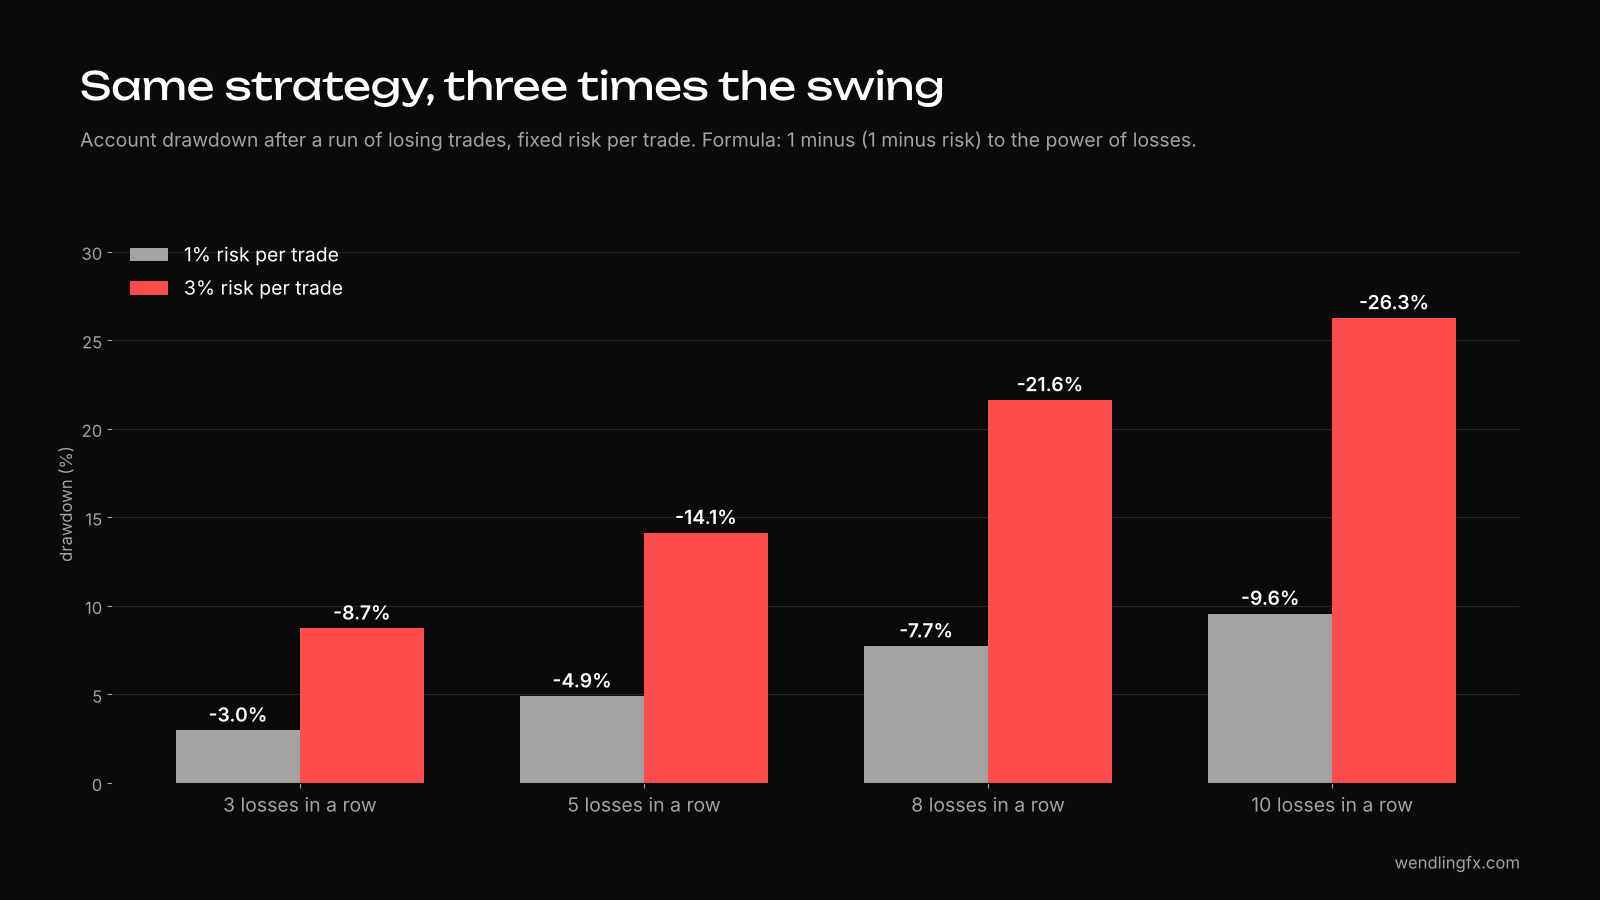 Same strategy, three times the swing
Account drawdown after a run of losing trades, fixed risk per trade. Formula: 1 minus (1 minus risk) to the power of losses.
1% risk per trade
3% risk per trade
drawdown (%)
30
25
20
15
10
5
0
-3.0%
-8.7%
-4.9%
-14.1%
-7.7%
-21.6%
-9.6%
-26.3%
3 losses in a row
5 losses in a row
8 losses in a row
10 losses in a row
wendlingfx.com